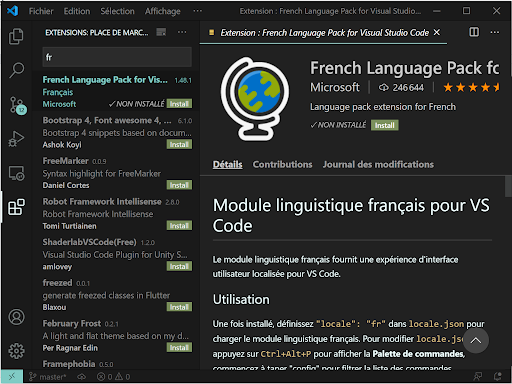 Fichier Edition Sélection Affichage ··· Extension : French Language Pack for Visual Studio...
EXTENSIONS: PLACE DE MARC... ···
fr
French Language Pack for Vis... 1.48.1
Français
Microsoft ✓ NON INSTALLÉ Install
Bootstrap 4, Font awesome 4, ... 6.1.0
Bootstrap 4 snippets based on docum...
Ashok Koyi Install
FreeMarker 0.0.9
Syntax highlight for FreeMarker
Daniel Cortes Install
Robot Framework Intellisense 2.8.0
Robot Framework Intellisense
Tomi Turtiainen Install
ShaderlabVSCode(Free) 1.2.0
Visual Studio Code Plugin for Unity S...
amlovey Install
freezed 0.0.1
generate freezed classes in Flutter
Blaxou Install
February Frost 0.2.1
A light and flat theme based on my d...
Per Ragnar Edin Install
Framephobia 0.5.0
12
Extension : French Language Pack for Visual Studio Code
French Language Pack fc
Microsoft 246 644
Language pack extension for French
✓ NON INSTALLÉ Install
Détails Contributions Journal des modifications
Module linguistique français pour VS
Code
Le module linguistique français fournit une expérience d'interface
utilisateur localisée pour VS Code.
Utilisation
Une fois installé, définissez "locale": "fr" dans locale.json pour
charger le module linguistique français. Pour modifier locale.json
appuyez sur Ctrl+Alt+P pour afficher la Palette de commandes,
commencez à taper "config" pour filtrer la liste des commandes
master* 0 0